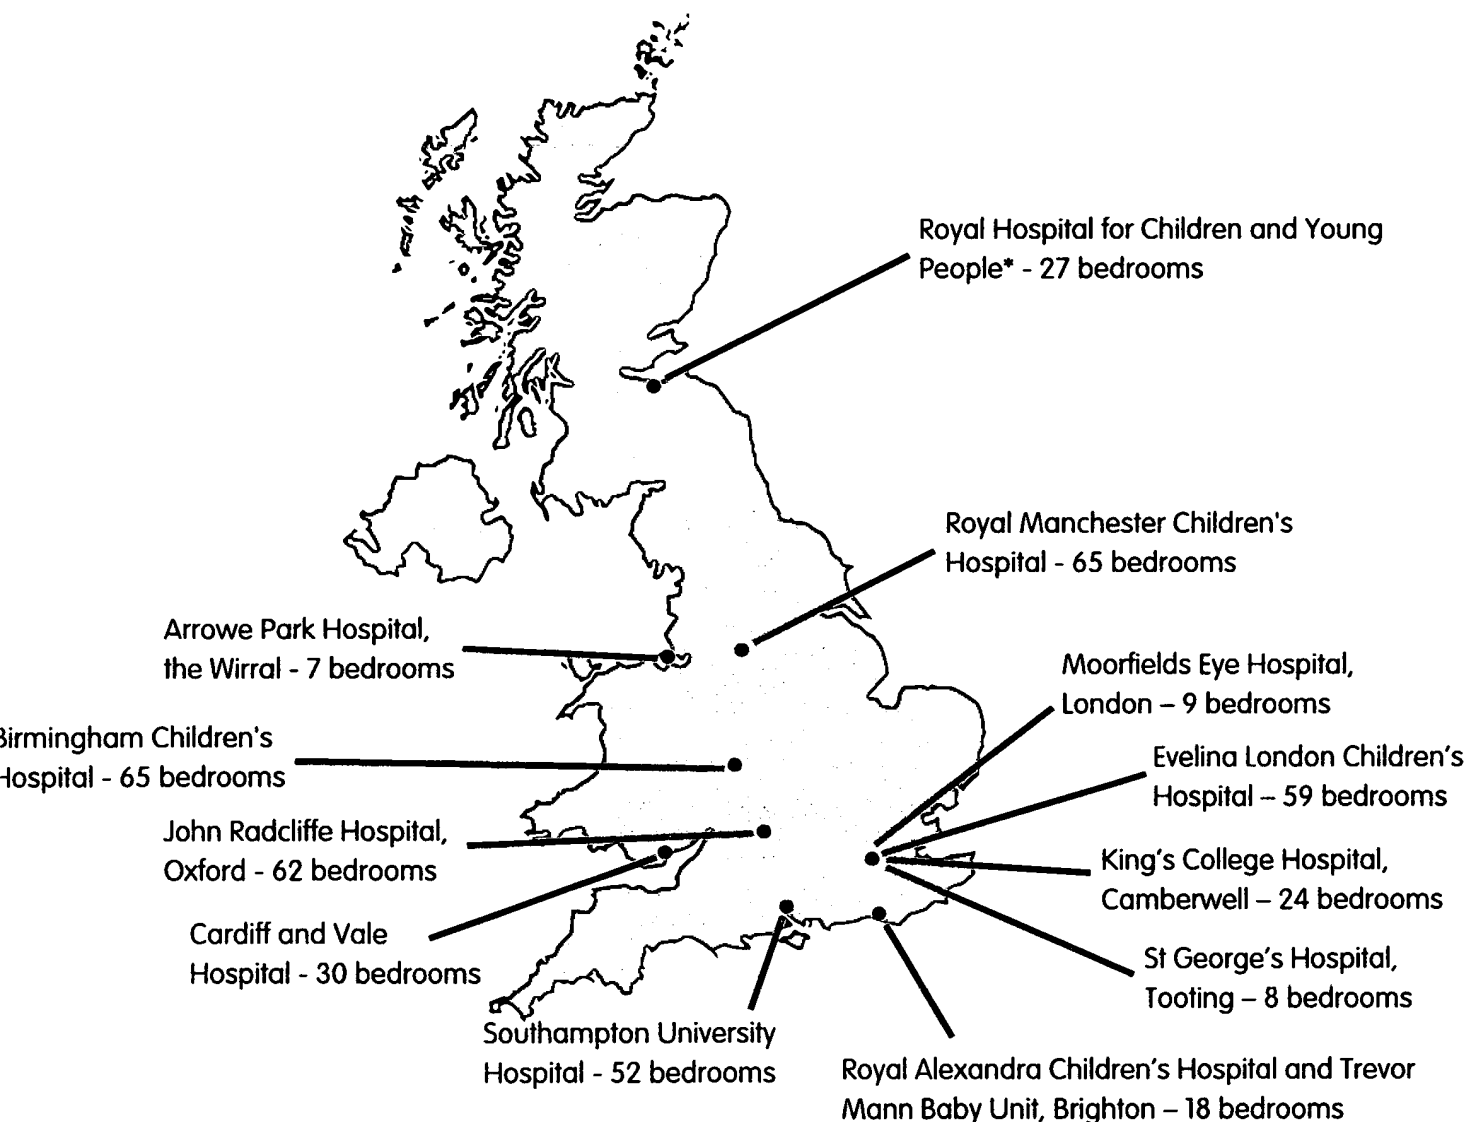 Royal Hospital for Children and Young
People* - 27 bedrooms
Royal Manchester Children's
Hospital - 65 bedrooms
Arrowe Park Hospital,
the Wirral - 7 bedrooms
Moorfields Eye Hospital,
London – 9 bedrooms
Birmingham Children's
Hospital - 65 bedrooms
Evelina London Children's
Hospital – 59 bedrooms
John Radcliffe Hospital,
Oxford - 62 bedrooms
King's College Hospital,
Camberwell – 24 bedrooms
Cardiff and Vale
Hospital - 30 bedrooms
St George's Hospital,
Tooting – 8 bedrooms
Southampton University
Hospital - 52 bedrooms
Royal Alexandra Children's Hospital and Trevor
Mann Baby Unit, Brighton – 18 bedrooms